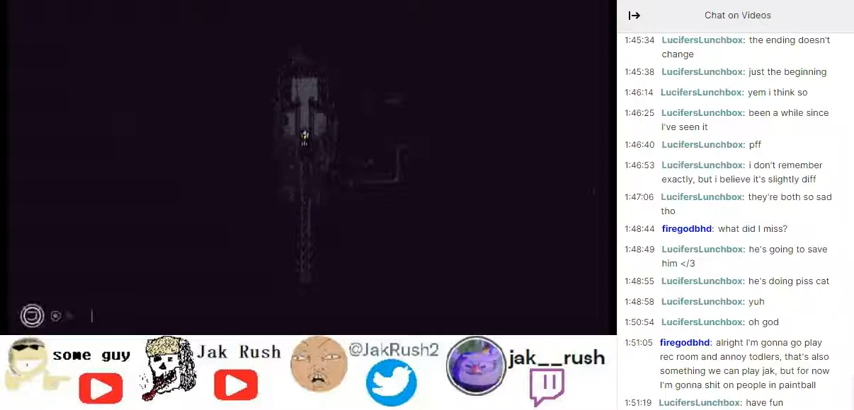 Chat on Videos
1:45:34 LucifersLunchbox: the ending doesn't
change
1:45:38 LucifersLunchbox: just the beginning
1:46:14 LucifersLunchbox: yem i think so
1:46:25 LucifersLunchbox: been a while since
I've seen it
1:46:40 LucifersLunchbox: pff
1:46:53 LucifersLunchbox: i don't remember
exactly, but i believe it's slightly diff
1:47:06 LucifersLunchbox: they're both so sad
tho
1:48:44 firegodbhd: what did I miss?
1:48:49 LucifersLunchbox: he's going to save
him </3
1:48:55 LucifersLunchbox: he's doing piss cat
1:48:58 LucifersLunchbox: yuh
1:50:54 LucifersLunchbox: oh god
1:51:05 firegodbhd: alright I'm gonna go play
rec room and annoy todlers, that's also
something we can play jak, but for now
I'm gonna shit on people in paintball
1:51:19 LucifersLunchbox: have fun
some guy
Jak Rush
@JakRush2
jak__rush